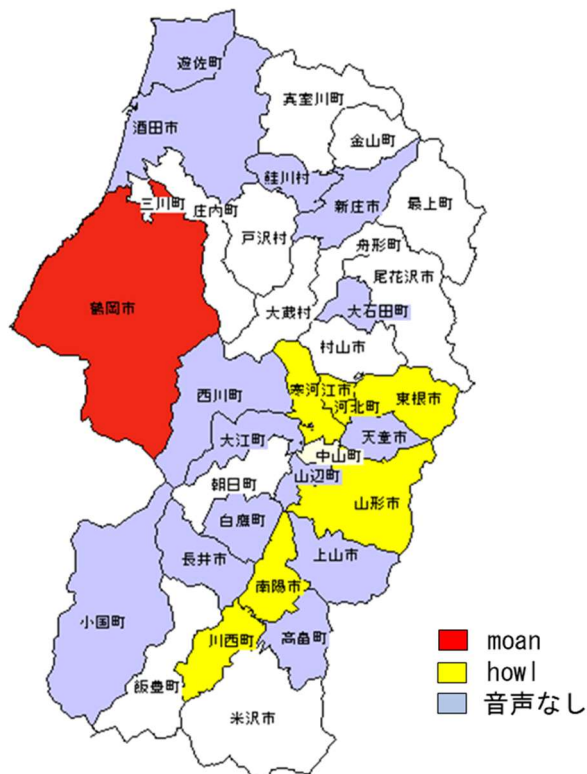 遊佐町
真室川町
酒田市
金山町
鮭川村
新庄市
最上町
三川町
庄内町
戸沢村
舟形町
尾花沢市
鶴岡市
大蔵村
大石田町
村山市
西川町
寒河江市
河北町
東根市
大江町
天童市
中山町
朝日町
山辺町
山形市
白鷹町
長井市
上山市
南陽市
小国町
川西町
高畠町
飯豊町
米沢市
moan
howl
音声なし